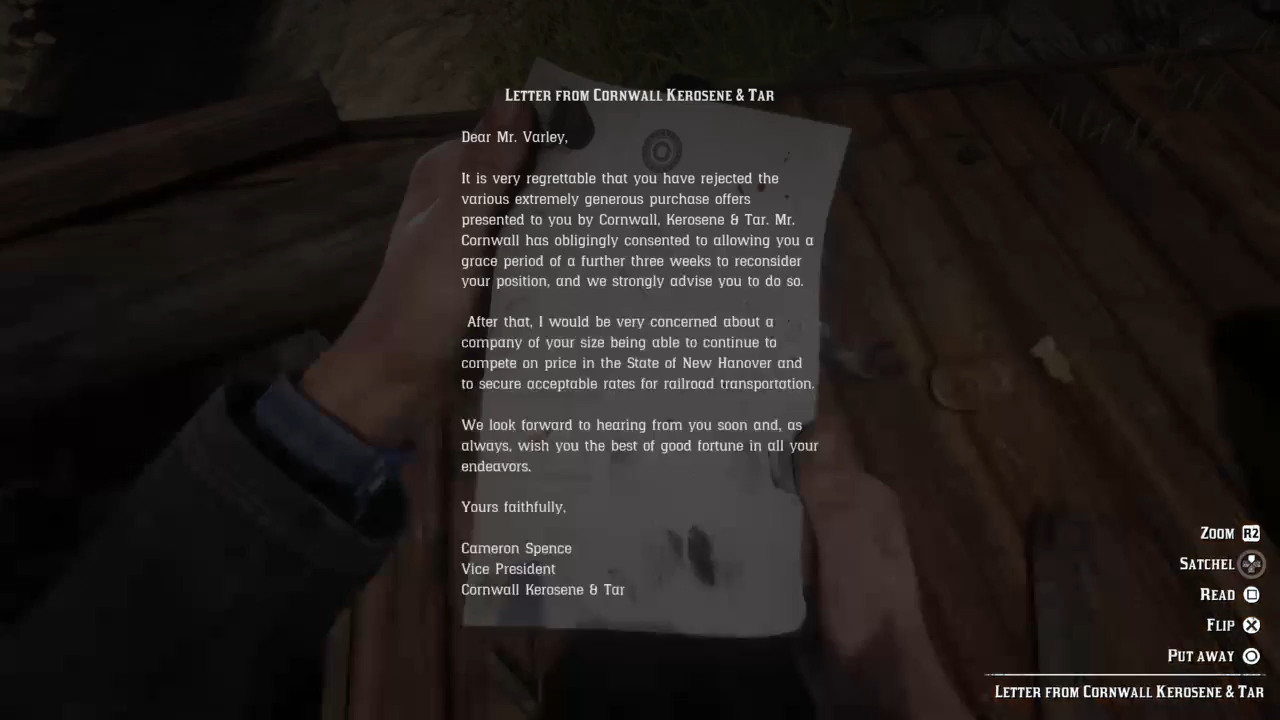 LETTER FROM CORNWALL KEROSENE & TAR
Dear Mr. Varley,
It is very regrettable that you have rejected the
various extremely generous purchase offers
presented to you by Cornwall, Kerosene & Tar. Mr.
Cornwall has obligingly consented to allowing you a
grace period of a further three weeks to reconsider
your position, and we strongly advise you to do so.
After that, I would be very concerned about a
company of your size being able to continue to
compete on price in the State of New Hanover and
to secure acceptable rates for railroad transportation.
We look forward to hearing from you soon and, as
always, wish you the best of good fortune in all your
endeavors.
Yours faithfully,
Cameron Spence
Vice President
Cornwall Kerosene & Tar
ZOOM R2
SATCHEL
READ
FLIP
PUT AWAY
LETTER FROM CORNWALL KEROSENE & TAR